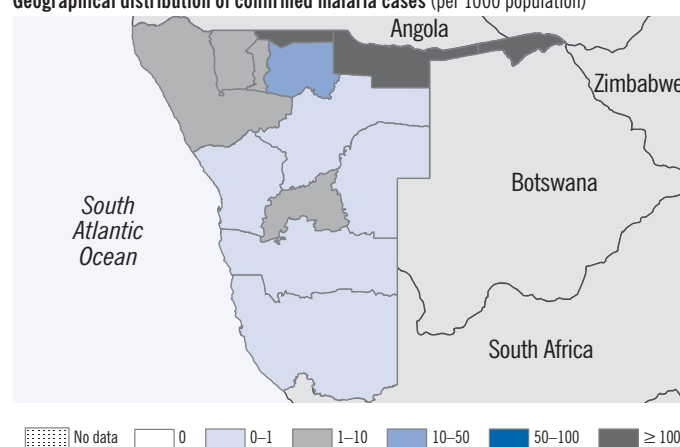 Geographical distribution of confirmed malaria cases (per 1000 population)
Angola
Zimbabwe
Botswana
South
Atlantic
Ocean
South Africa
No data 0 0–1 1–10 10–50 50–100 ≥ 100